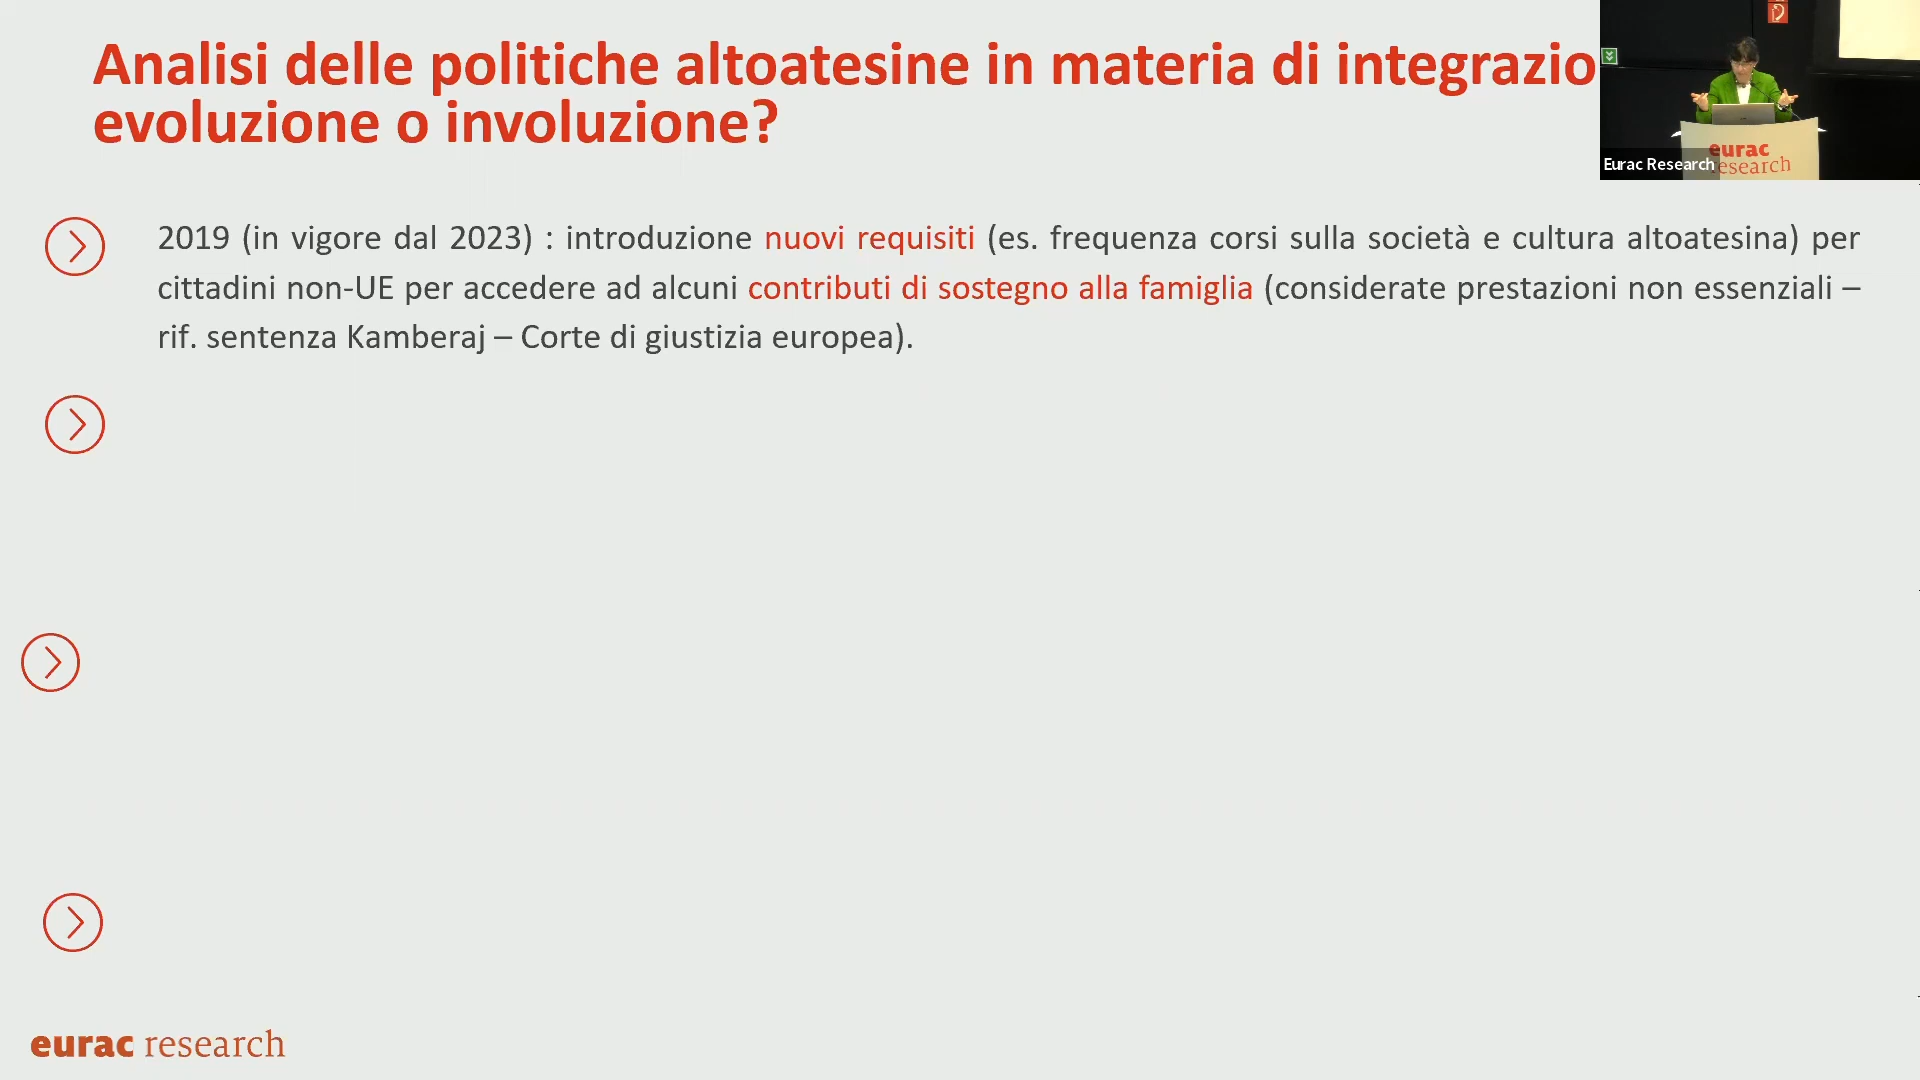 Analisi delle politiche altoatesine in materia di integrazio
evoluzione o involuzione?
2019 (in vigore dal 2023) : introduzione nuovi requisiti (es. frequenza corsi sulla società e cultura altoatesina) per
cittadini non-UE per accedere ad alcuni contributi di sostegno alla famiglia (considerate prestazioni non essenziali –
rif. sentenza Kamberaj – Corte di giustizia europea).
eurac
research
Eurac Research
eurac research